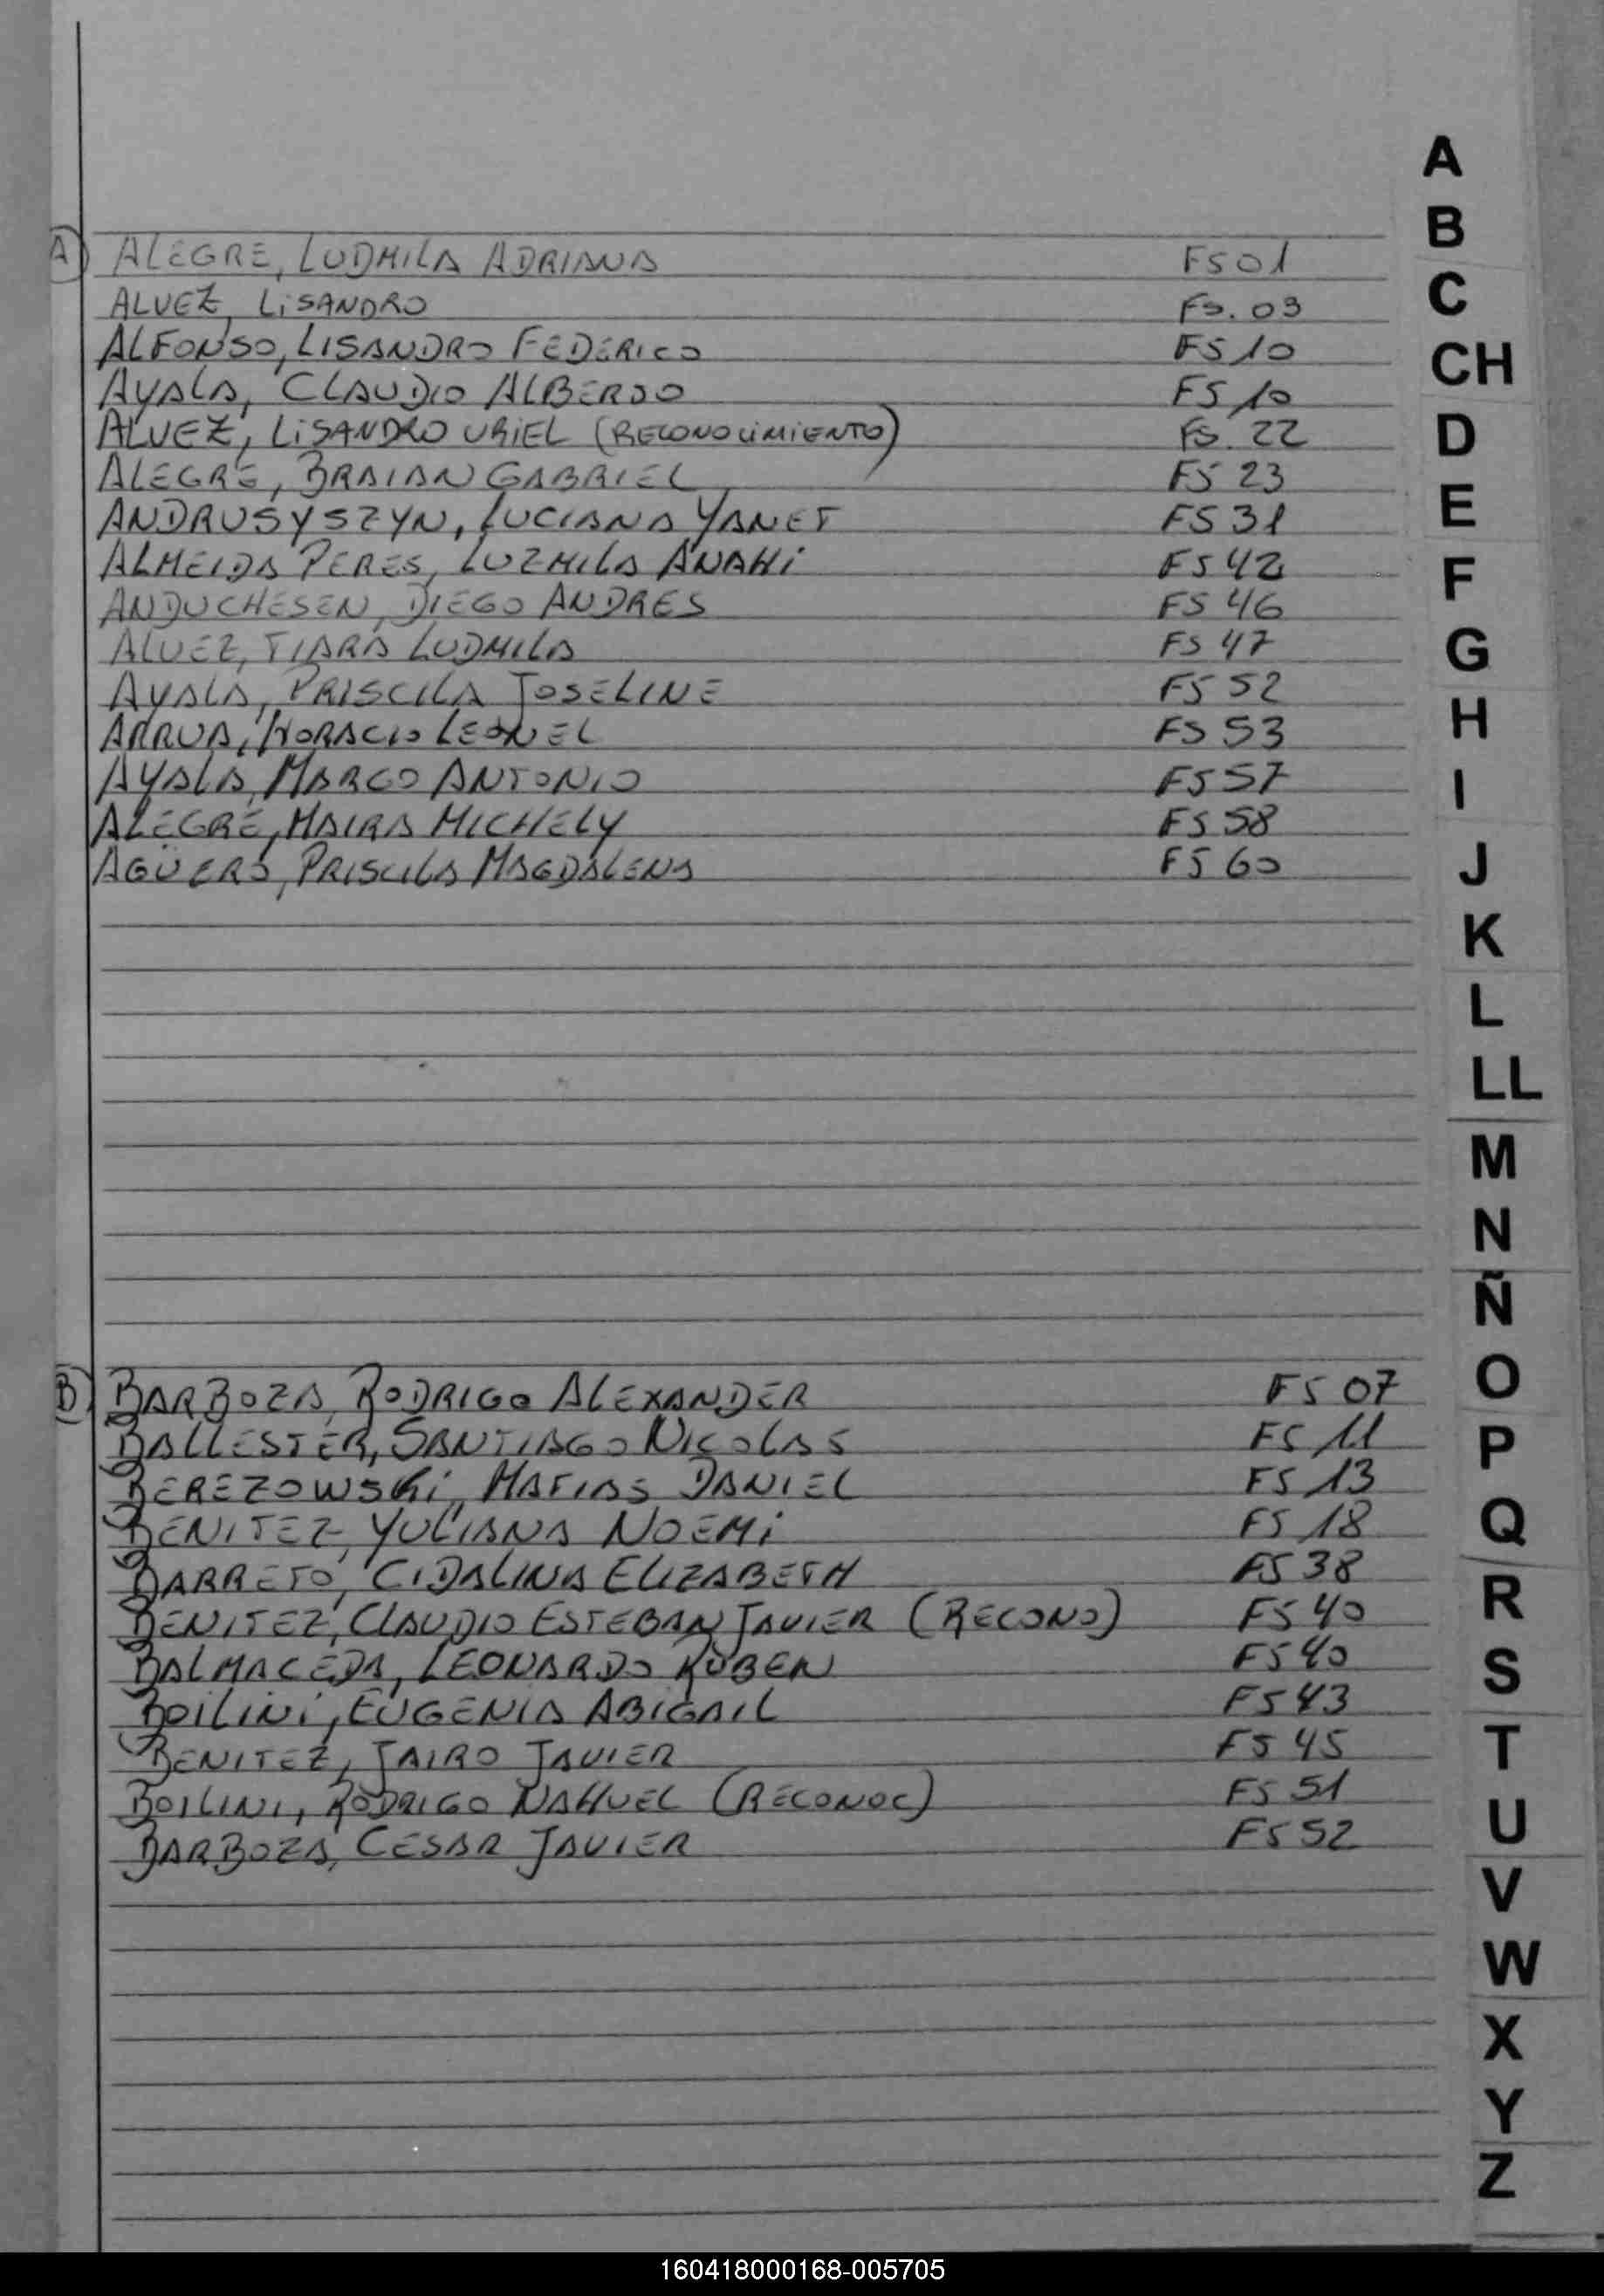 A
B
C
CH
D
E
F
G
H
I
J
K
L
LL
M
N
Ñ
O
P
Q
R
S
T
U
V
W
X
Y
Z
A) ALEGRE, LUDMILA ADRIANA FS 01
ALVEZ, LISANDRO FS. 03
ALFONSO, LISANDRO FEDERICO FS 10
AYALA, CLAUDIO ALBERTO FS 10
ALVEZ, LISANDRO URIEL (RECONOCIMIENTO) FS. 22
ALEGRE, BRAIAN GABRIEL FS 23
ANDRUSYSZYN, LUCIANA YANET FS 31
ALMEIDA PERES, LUZMILA ANAHI FS 42
ANDUCHESEN, DIEGO ANDRES FS 46
ALVEZ, TIARA LUDMILA FS 47
AYALA, PRISCILA JOSELINE FS 52
ARRUA, HORACIO LEONEL FS 53
AYALA, MARCO ANTONIO FS 57
ALEGRE, MAIRA MICHELY FS 58
AGÜERO, PRISCILA MAGDALENA FS 60
B) BARBOZA, RODRIGO ALEXANDER FS 07
BALLESTER, SANTIAGO NICOLAS FS 11
BEREZOWSKI, MATIAS DANIEL FS 13
BENITEZ, YULIANA NOEMI FS 18
BARRETO, CIDALINA ELIZABETH FS 38
BENITEZ, CLAUDIO ESTEBAN JAVIER (RECONO) FS 40
BALMACEDA, LEONARDO RUBEN FS 40
BOILINI, EUGENIA ABIGAIL FS 43
BENITEZ, JAIRO JAVIER FS 45
BOILINI, RODRIGO NAHUEL (RECONOC) FS 51
BARBOZA, CESAR JAVIER FS 52
160418000168-005705